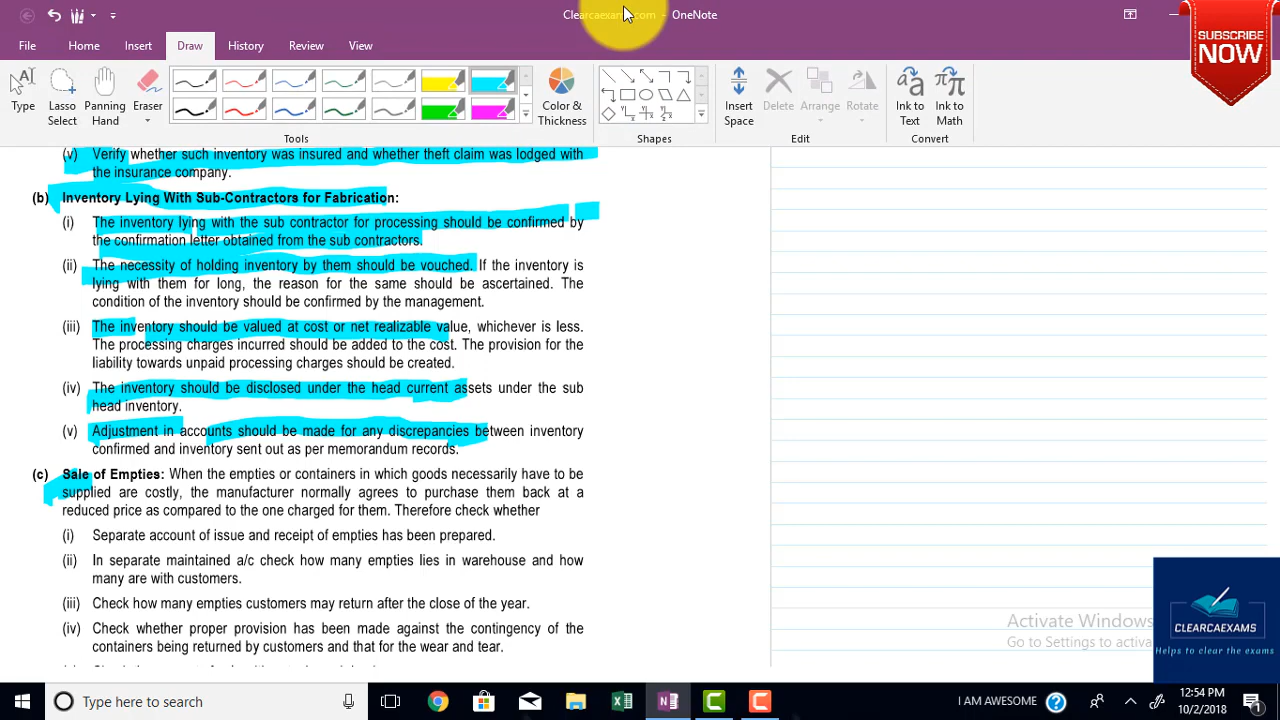 Clearcaexams.com - OneNote
SUBSCRIBE
NOW
File Home Insert Draw History Review View
Type
Lasso
Select
Panning
Hand
Eraser
Color &
Thickness
Insert
Space
Delete
Arrange
Rotate
Ink to
Text
Ink to
Math
Tools
Shapes
Edit
Convert
(v) Verify whether such inventory was insured and whether theft claim was lodged with
the insurance company.
(b) Inventory Lying With Sub-Contractors for Fabrication:
(i) The inventory lying with the sub contractor for processing should be confirmed by
the confirmation letter obtained from the sub contractors.
(ii) The necessity of holding inventory by them should be vouched. If the inventory is
lying with them for long, the reason for the same should be ascertained. The
condition of the inventory should be confirmed by the management.
(iii) The inventory should be valued at cost or net realizable value, whichever is less.
The processing charges incurred should be added to the cost. The provision for the
liability towards unpaid processing charges should be created.
(iv) The inventory should be disclosed under the head current assets under the sub
head inventory.
(v) Adjustment in accounts should be made for any discrepancies between inventory
confirmed and inventory sent out as per memorandum records.
(c) Sale of Empties: When the empties or containers in which goods necessarily have to be
supplied are costly, the manufacturer normally agrees to purchase them back at a
reduced price as compared to the one charged for them. Therefore check whether
(i) Separate account of issue and receipt of empties has been prepared.
(ii) In separate maintained a/c check how many empties lies in warehouse and how
many are with customers.
(iii) Check how many empties customers may return after the close of the year.
(iv) Check whether proper provision has been made against the contingency of the
containers being returned by customers and that for the wear and tear.
Activate Windows
Go to Settings to activa
CLEARCAEXAMS
Helps to clear the exams
Type here to search
I AM AWESOME
12:54 PM
10/2/2018
1